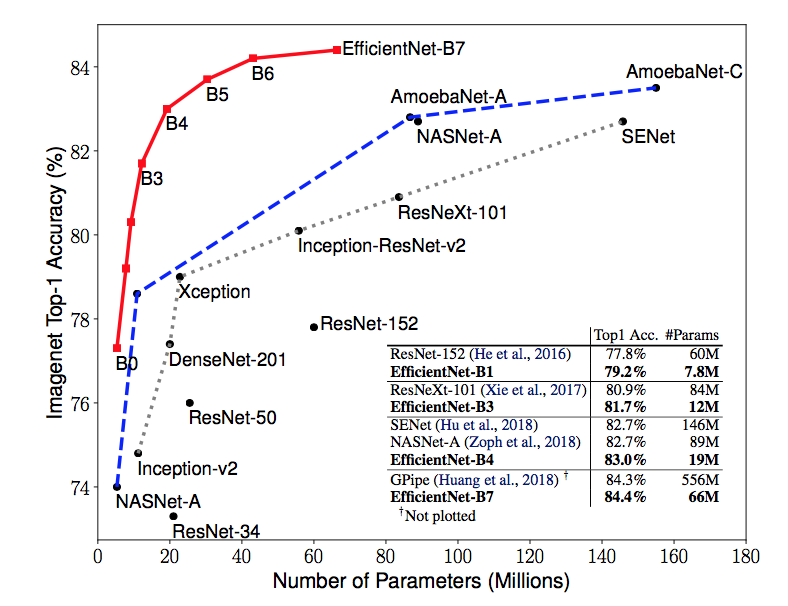 EfficientNet-B7
84
AmoebaNet-C
B6
B5
AmoebaNet-A
B4
NASNet-A
SENet
82
B3
ResNeXt-101
80
Inception-ResNet-v2
Xception
78
ResNet-152
B0
DenseNet-201
76
ResNet-50
Inception-v2
74
NASNet-A
ResNet-34
Imagenet Top-1 Accuracy (%)
0 20 40 60 80 100 120 140 160 180
Number of Parameters (Millions)
Top1 Acc. #Params
ResNet-152 (He et al., 2016) 77.8% 60M
EfficientNet-B1 79.2% 7.8M
ResNeXt-101 (Xie et al., 2017) 80.9% 84M
EfficientNet-B3 81.7% 12M
SENet (Hu et al., 2018) 82.7% 146M
NASNet-A (Zoph et al., 2018) 82.7% 89M
EfficientNet-B4 83.0% 19M
GPipe (Huang et al., 2018) † 84.3% 556M
EfficientNet-B7 84.4% 66M
†Not plotted